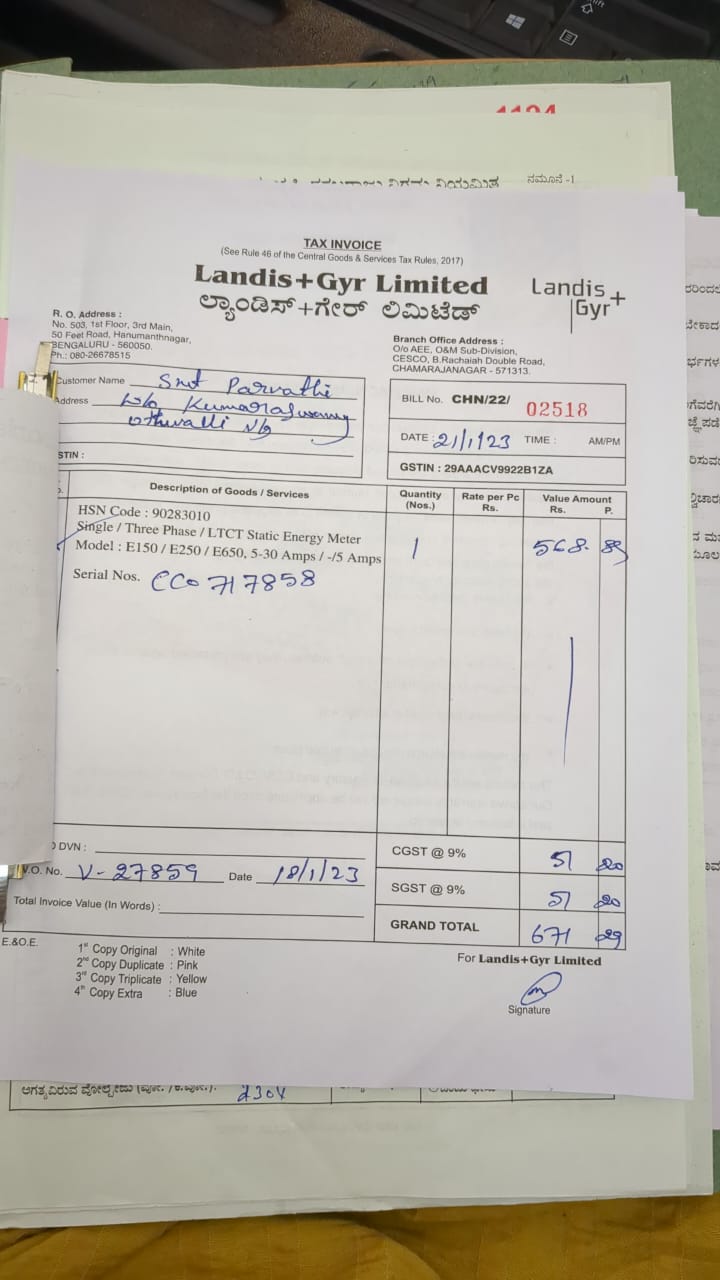 1194
ನಮೂನೆ -1
TAX INVOICE
(See Rule 46 of the Central Goods & Services Tax Rules, 2017)
Landis+Gyr Limited
ಲ್ಯಾಂಡಿಸ್+ಗೇರ್ ಲಿಮಿಟೆಡ್
Landis+
Gyr
R. O. Address :
No. 503, 1st Floor, 3rd Main,
50 Feet Road, Hanumanthnagar,
BENGALURU - 560050.
Ph.: 080-26678515
Branch Office Address :
O/o AEE, O&M Sub-Division,
CESCO, B.Rachaiah Double Road,
CHAMARAJANAGAR - 571313.
Customer Name Smt Parvathi
Address w/o Kumaraswamy
othuvalli
STIN :
BILL No. CHN/22/ 02518
DATE : 21/1/23 TIME : AM/PM
GSTIN : 29AAACV9922B1ZA
Description of Goods / Services Quantity (Nos.) Rate per Pc Rs. Value Amount Rs. P.
HSN Code : 90283010
Single / Three Phase / LTCT Static Energy Meter
Model : E150 / E250 / E650, 5-30 Amps / -/5 Amps 1 568. 89
Serial Nos. CC0717858
DVN :
V.O. No. V-27859 Date 18/1/23
Total Invoice Value (In Words) :
CGST @ 9% 51 20
SGST @ 9% 51 20
GRAND TOTAL 671 29
E.&O.E.
1st Copy Original : White
2nd Copy Duplicate : Pink
3rd Copy Triplicate : Yellow
4th Copy Extra : Blue
For Landis+Gyr Limited
Signature
2304